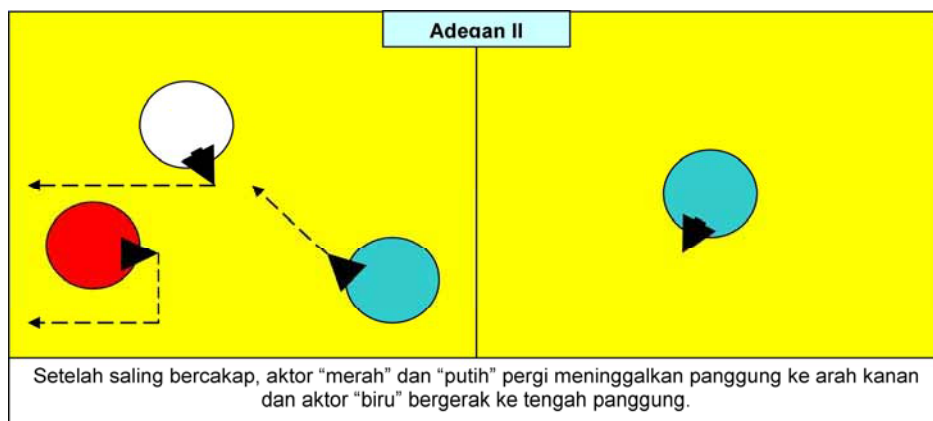 Adegan II
Setelah saling bercakap, aktor “merah” dan “putih” pergi meninggalkan panggung ke arah kanan
dan aktor “biru” bergerak ke tengah panggung.